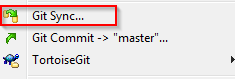 Git Sync...
Git Commit -> "master"...
TortoiseGit